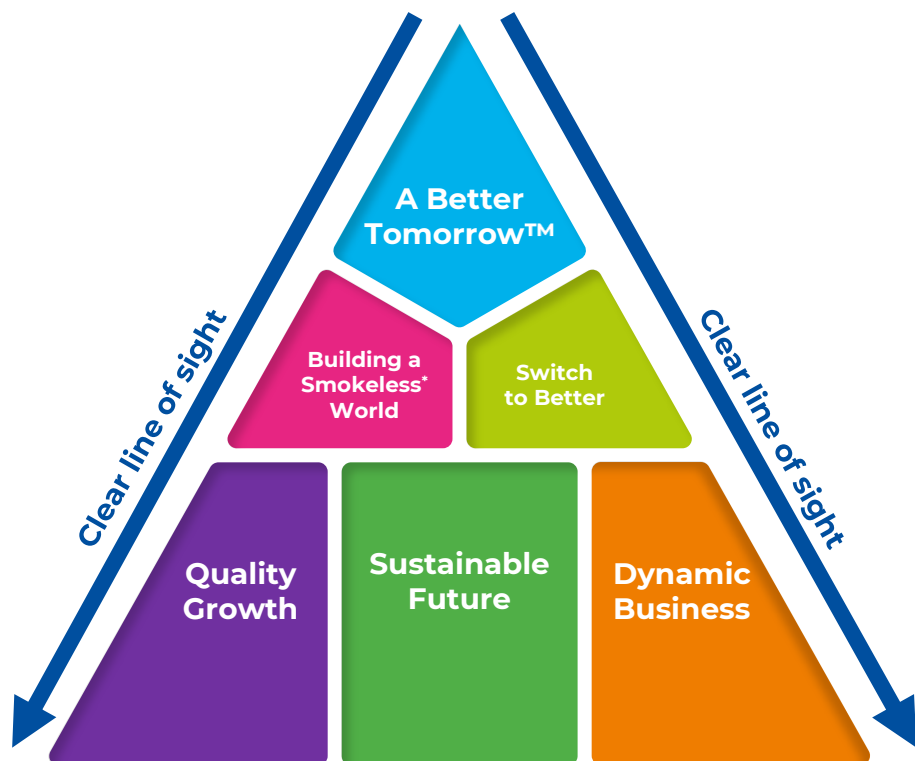 A Better
Tomorrow™
Building a
Smokeless*
World
Switch
to Better
Clear line of sight
Clear line of sight
Quality
Growth
Sustainable
Future
Dynamic
Business